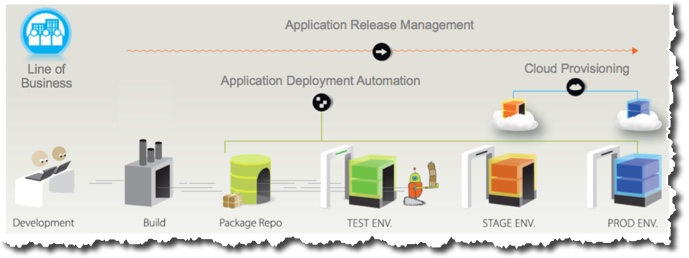 Application Release Management
Line of
Business
Application Deployment Automation
Cloud Provisioning
Development
Build
Package Repo
TEST ENV.
STAGE ENV.
PROD ENV.